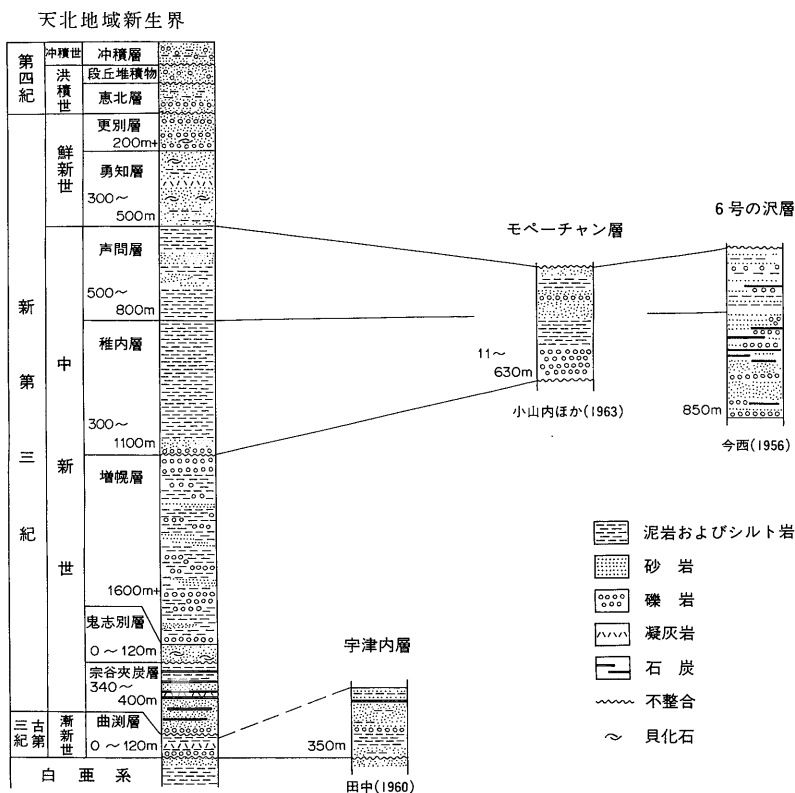 天北地域新生界
第四紀
沖積世
沖積層
洪積世
段丘堆積物
恵北層
新第三紀
鮮新世
更別層
200m+
勇知層
300〜
500m
中新世
声問層
500〜
800m
稚内層
300〜
1100m
増幌層
1600m+
鬼志別層
0〜120m
宗谷夾炭層
340〜
400m
古第三紀
漸新世
曲渕層
0〜120m
白亜系
モペーチャン層
11〜
630m
小山内ほか(1963)
6号の沢層
850m
今西(1956)
宇津内層
350m
田中(1960)
泥岩およびシルト岩
砂岩
礫岩
凝灰岩
石炭
不整合
貝化石